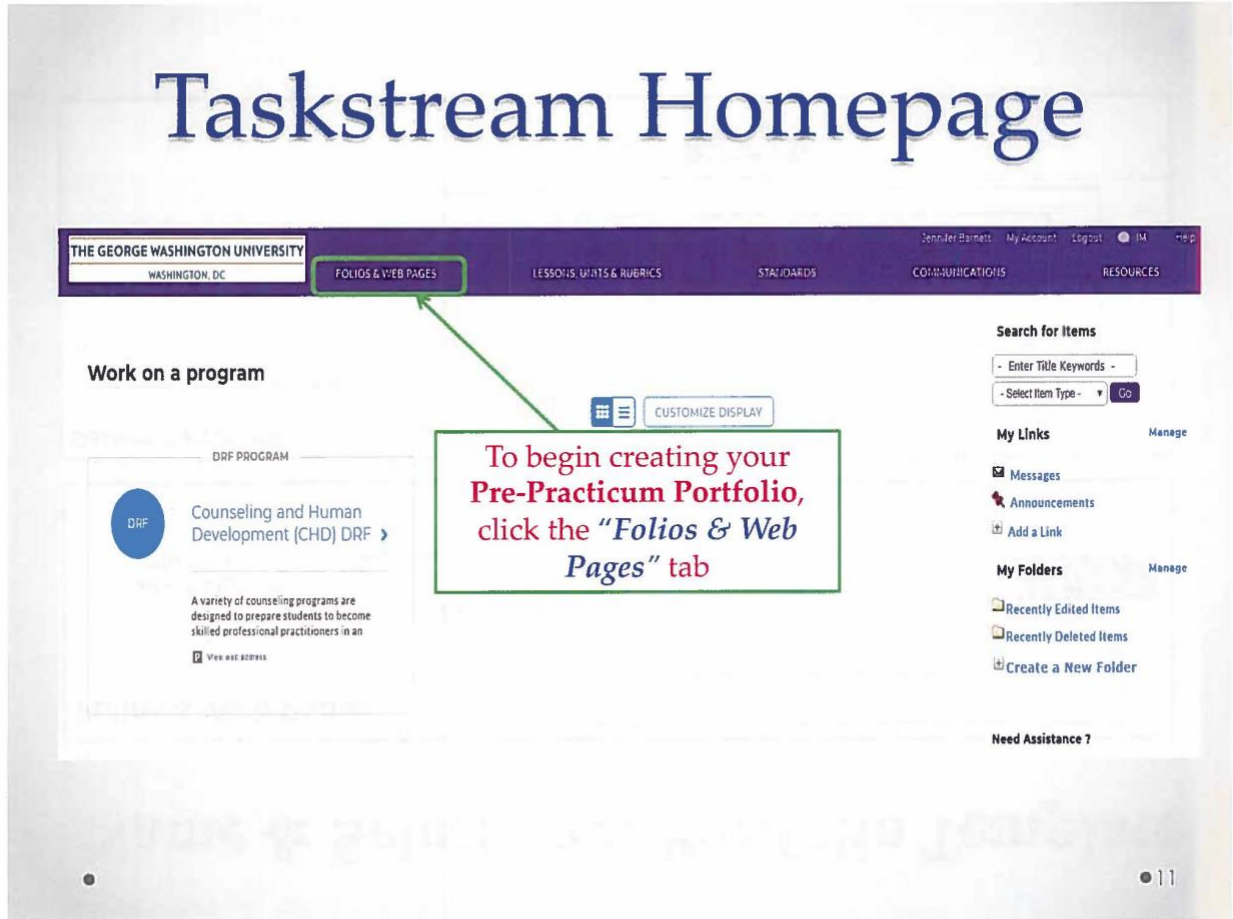 Taskstream Homepage
THE GEORGE WASHINGTON UNIVERSITY
WASHINGTON, DC
Jennifer Barnett My Account Logout IM Help
FOLIOS & WEB PAGES LESSONS, UNITS & RUBRICS STANDARDS COMMUNICATIONS RESOURCES
Work on a program
CUSTOMIZE DISPLAY
DRF PROGRAM
DRF
Counseling and Human
Development (CHD) DRF ›
A variety of counseling programs are
designed to prepare students to become
skilled professional practitioners in an
To begin creating your
Pre-Practicum Portfolio,
click the "Folios & Web
Pages" tab
Search for Items
- Enter Title Keywords -
- Select Item Type - Go
My Links Manage
Messages
Announcements
Add a Link
My Folders Manage
Recently Edited Items
Recently Deleted Items
Create a New Folder
Need Assistance ?
11